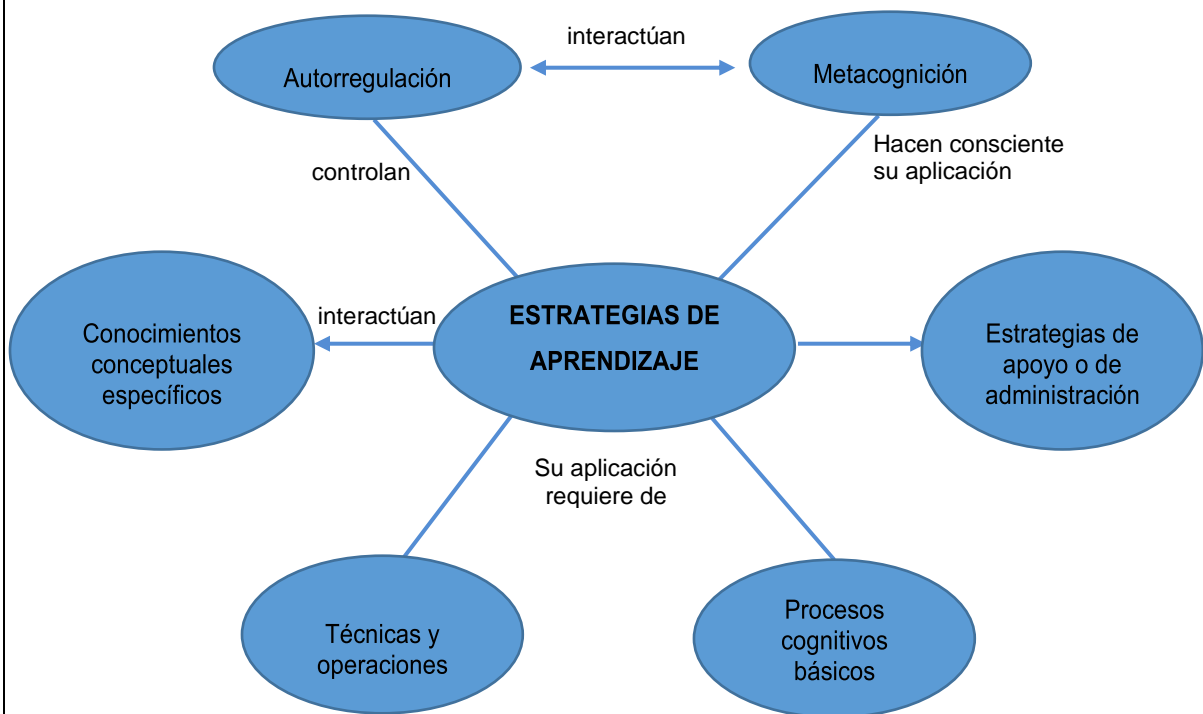 interactúan
Autorregulación
Metacognición
controlan
Hacen consciente
su aplicación
Conocimientos
conceptuales
específicos
interactúan
ESTRATEGIAS DE
APRENDIZAJE
Estrategias de
apoyo o de
administración
Su aplicación
requiere de
Técnicas y
operaciones
Procesos
cognitivos
básicos